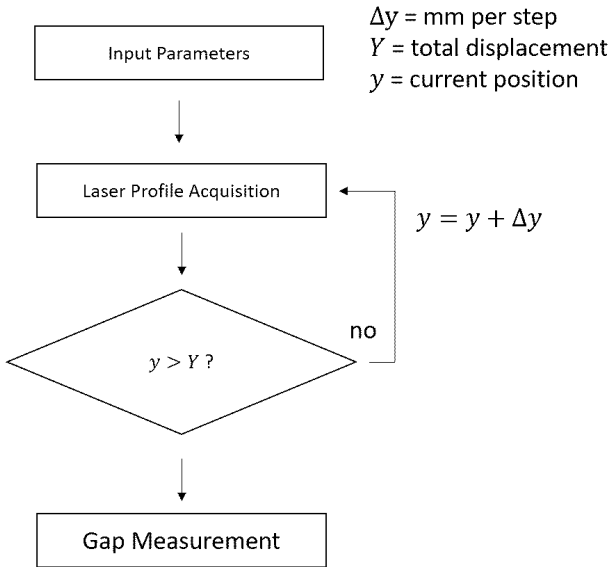 Δy = mm per step
Y = total displacement
y = current position
Input Parameters
Laser Profile Acquisition
y = y + Δy
no
y > Y ?
Gap Measurement